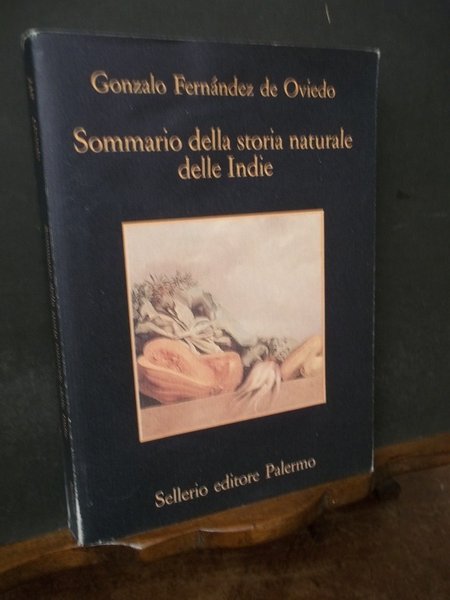 Gonzalo Fernández de Oviedo
Sommario della storia naturale
delle Indie
Sellerio editore Palermo